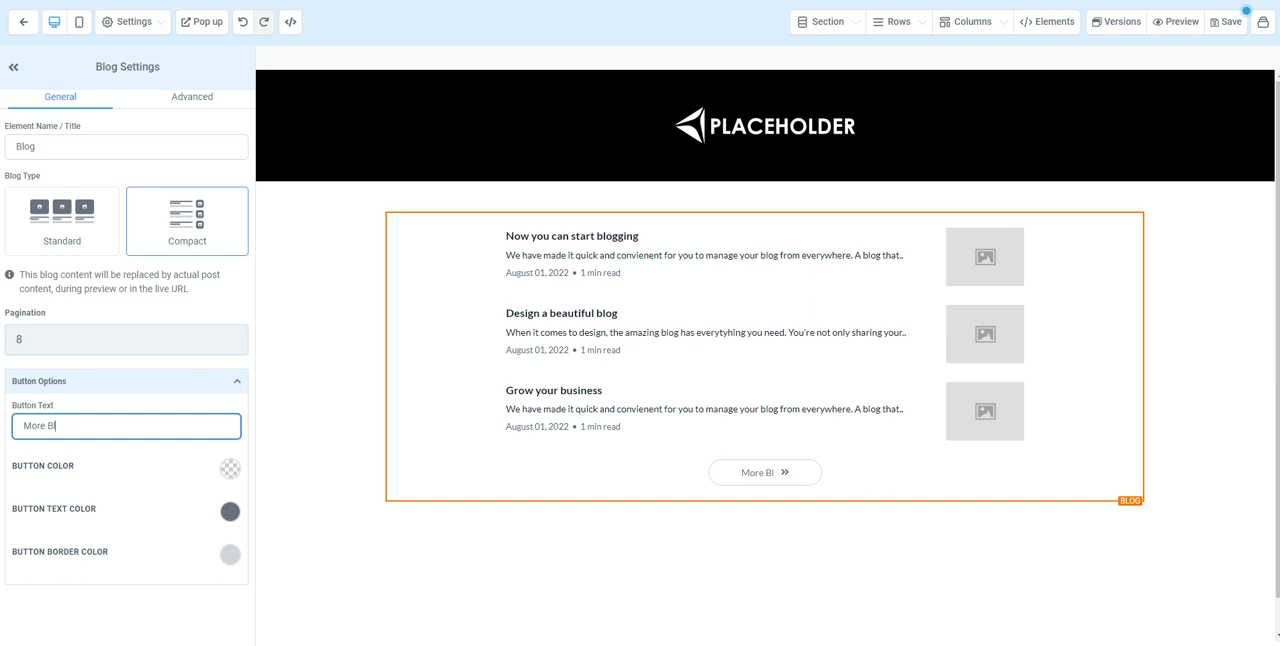 Settings
Pop up
Section
Rows
Columns
Elements
Versions
Preview
Save
Blog Settings
General
Advanced
Element Name / Title
Blog
Blog Type
Standard
Compact
This blog content will be replaced by actual post
content, during preview or in the live URL
Pagination
8
Button Options
Button Text
More Bl
BUTTON COLOR
BUTTON TEXT COLOR
BUTTON BORDER COLOR
PLACEHOLDER
Now you can start blogging
We have made it quick and convienent for you to manage your blog from everywhere. A blog that..
August 01, 2022 • 1 min read
Design a beautiful blog
When it comes to design, the amazing blog has everytyhing you need. You're not only sharing your..
August 01, 2022 • 1 min read
Grow your business
We have made it quick and convienent for you to manage your blog from everywhere. A blog that..
August 01, 2022 • 1 min read
More Bl
BLOG